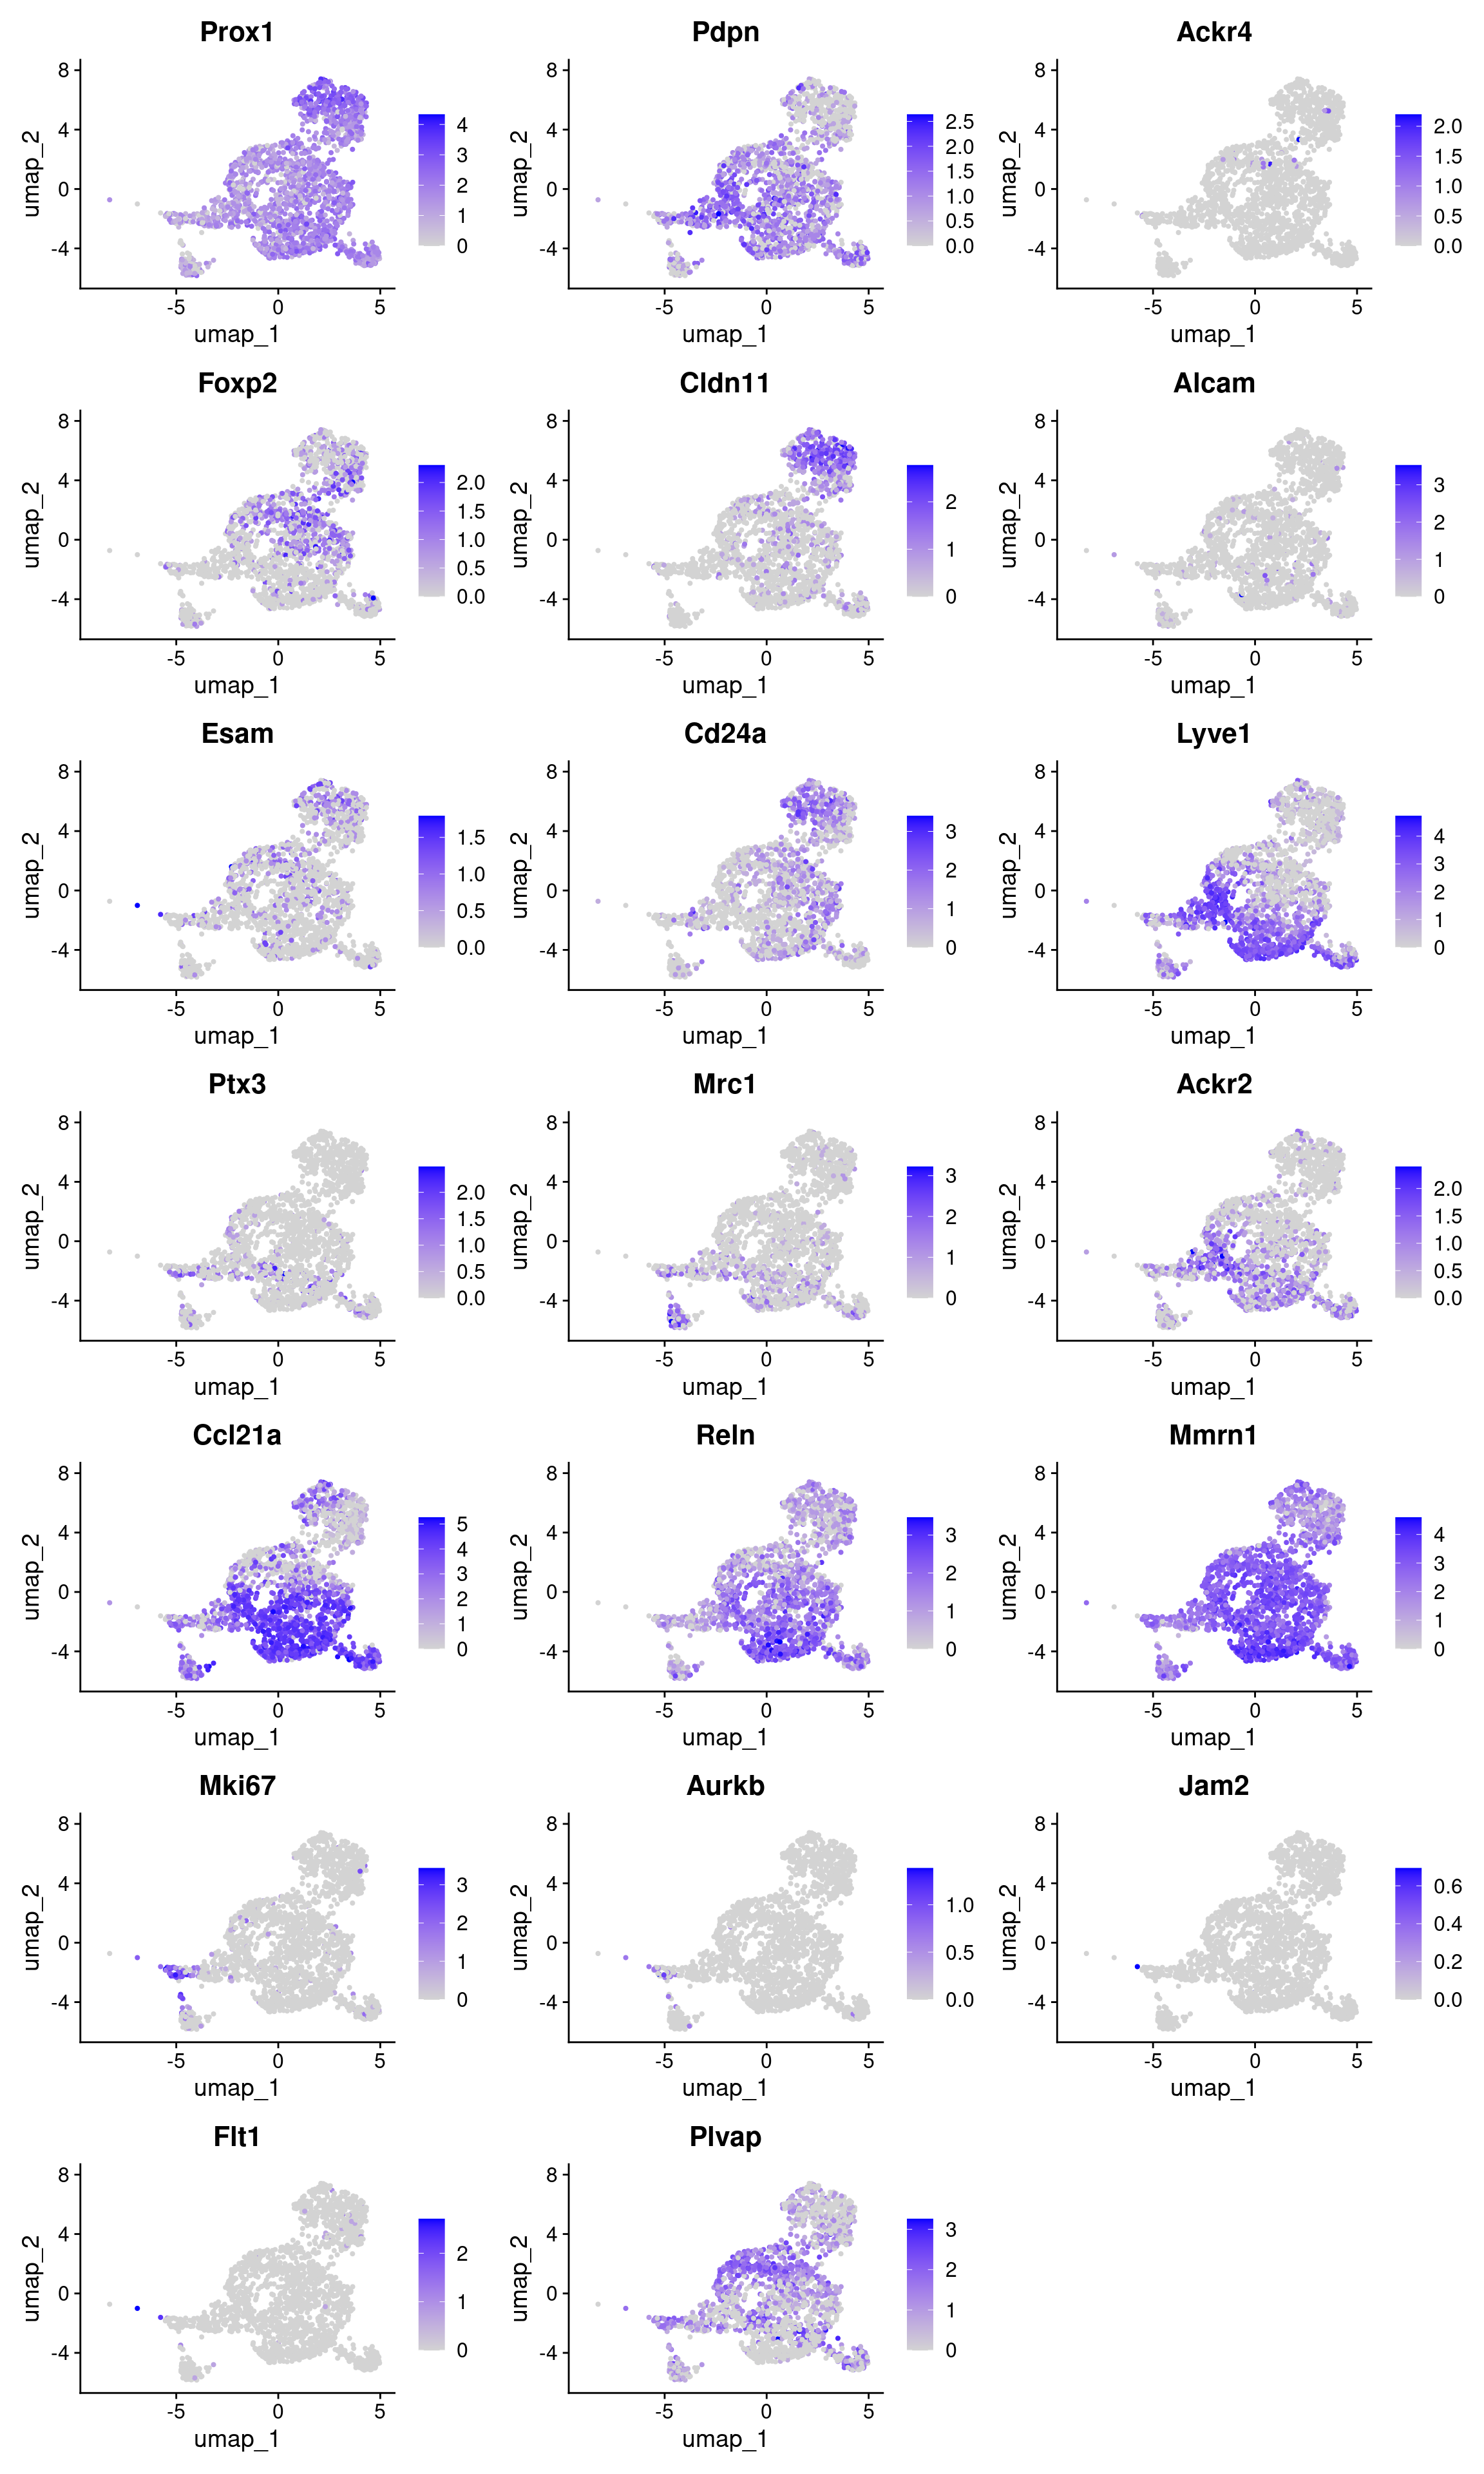 Prox1 Pdpn Ackr4
8 8 8
4 4 4
0 0 0
-4 -4 -4
umap_2 umap_2 umap_2
4 3 2 1 0
2.5 2.0 1.5 1.0 0.5 0.0
2.0 1.5 1.0 0.5 0.0
-5 0 5 -5 0 5 -5 0 5
umap_1 umap_1 umap_1
Foxp2 Cldn11 Alcam
8 8 8
4 4 4
0 0 0
-4 -4 -4
umap_2 umap_2 umap_2
2.0 1.5 1.0 0.5 0.0
2 1 0
3 2 1 0
-5 0 5 -5 0 5 -5 0 5
umap_1 umap_1 umap_1
Esam Cd24a Lyve1
8 8 8
4 4 4
0 0 0
-4 -4 -4
umap_2 umap_2 umap_2
1.5 1.0 0.5 0.0
3 2 1 0
4 3 2 1 0
-5 0 5 -5 0 5 -5 0 5
umap_1 umap_1 umap_1
Ptx3 Mrc1 Ackr2
8 8 8
4 4 4
0 0 0
-4 -4 -4
umap_2 umap_2 umap_2
2.0 1.5 1.0 0.5 0.0
3 2 1 0
2.0 1.5 1.0 0.5 0.0
-5 0 5 -5 0 5 -5 0 5
umap_1 umap_1 umap_1
Ccl21a Reln Mmrn1
8 8 8
4 4 4
0 0 0
-4 -4 -4
umap_2 umap_2 umap_2
5 4 3 2 1 0
3 2 1 0
4 3 2 1 0
-5 0 5 -5 0 5 -5 0 5
umap_1 umap_1 umap_1
Mki67 Aurkb Jam2
8 8 8
4 4 4
0 0 0
-4 -4 -4
umap_2 umap_2 umap_2
3 2 1 0
1.0 0.5 0.0
0.6 0.4 0.2 0.0
-5 0 5 -5 0 5 -5 0 5
umap_1 umap_1 umap_1
Flt1 Plvap
8 8
4 4
0 0
-4 -4
umap_2 umap_2
2 1 0
3 2 1 0
-5 0 5 -5 0 5
umap_1 umap_1